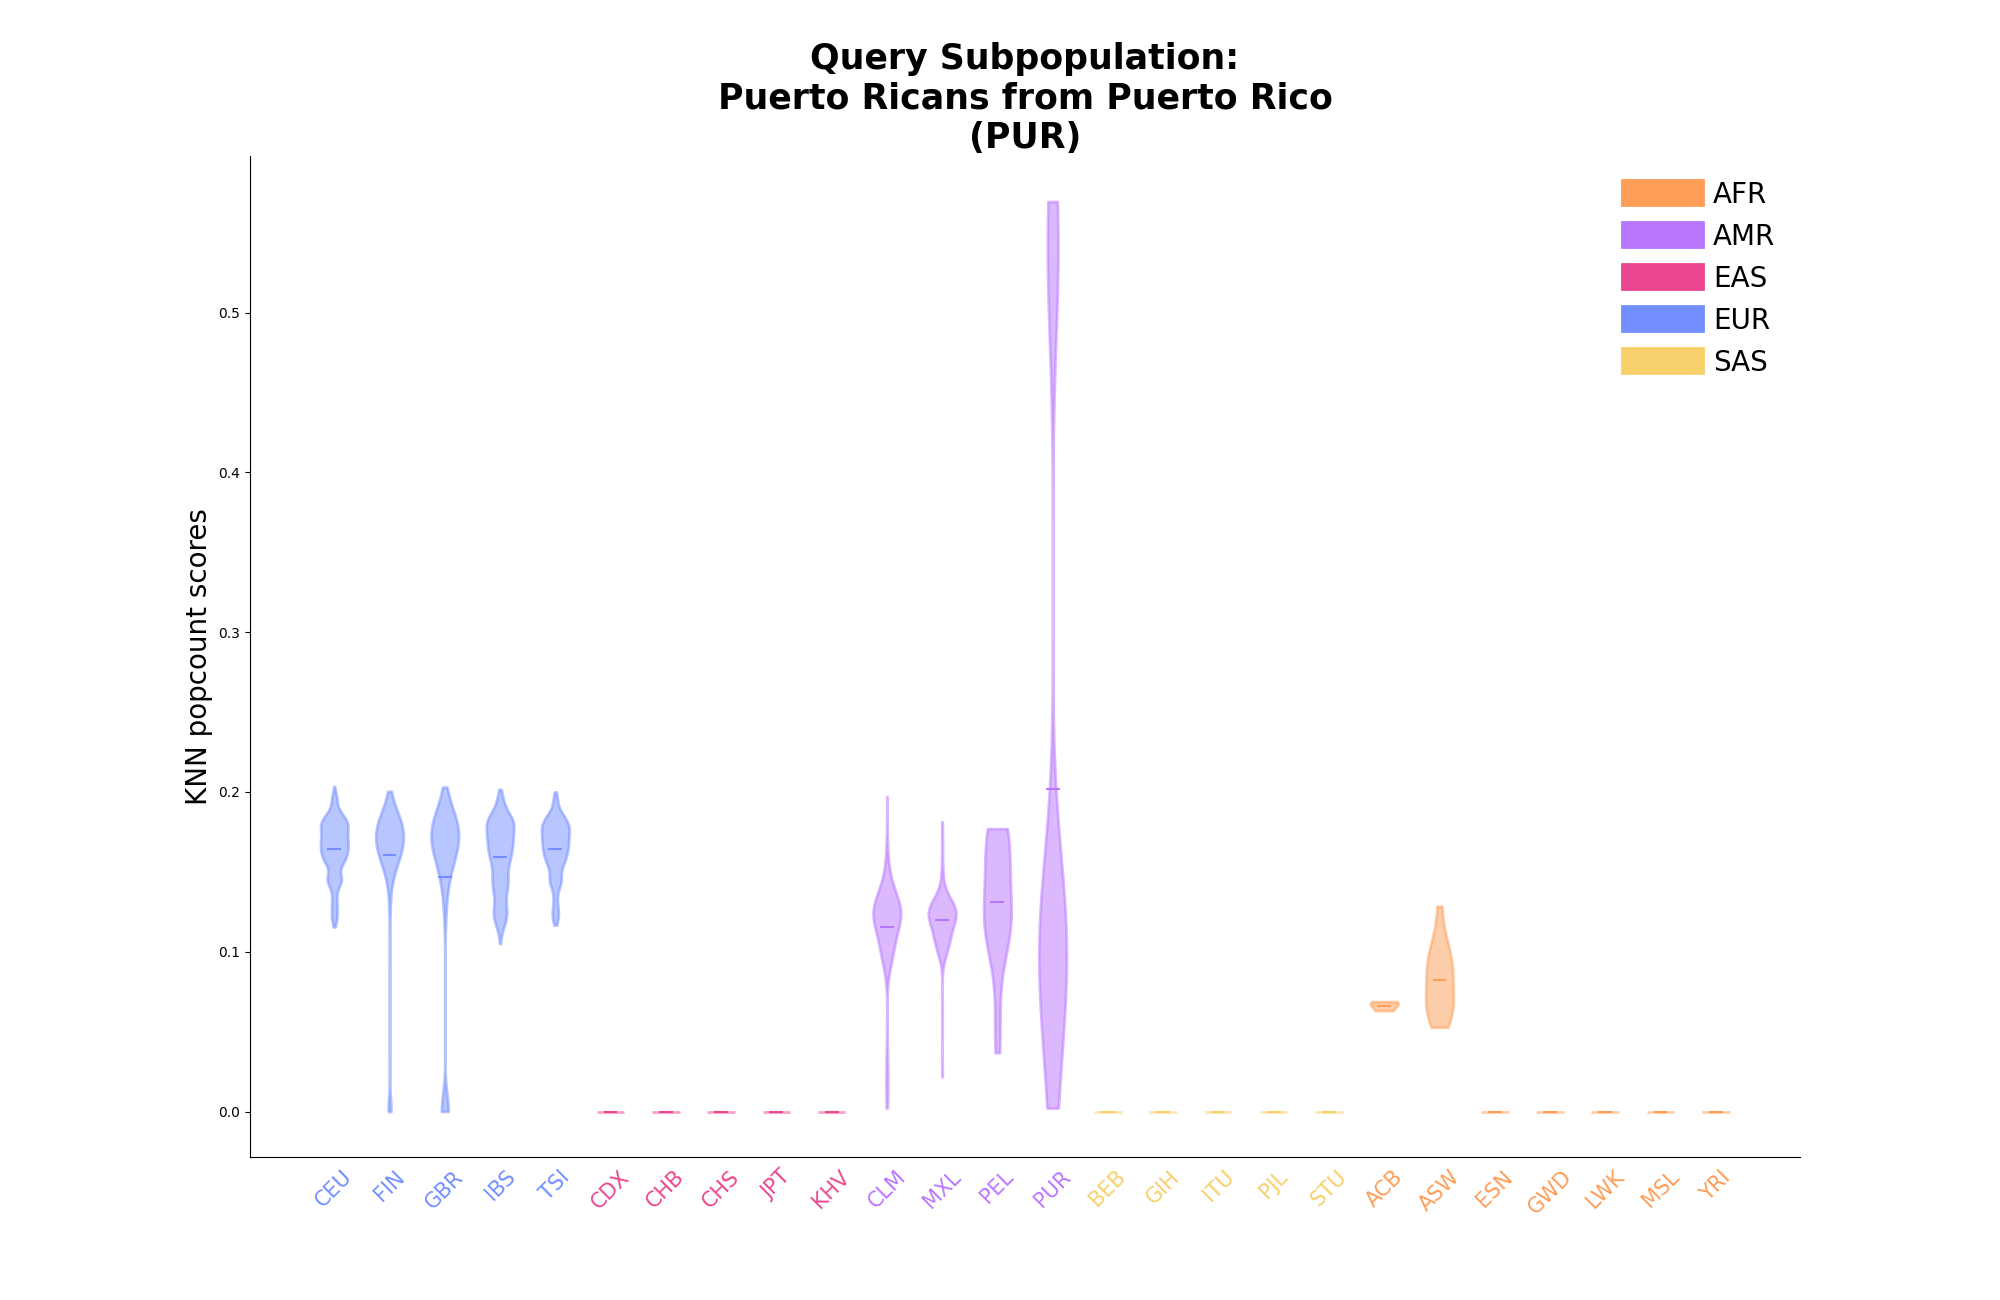 Query Subpopulation:
Puerto Ricans from Puerto Rico
(PUR)
AFR
AMR
EAS
EUR
SAS
KNN popcount scores
0.5
0.4
0.3
0.2
0.1
0.0
CEU FIN GBR IBS TSI CDX CHB CHS JPT KHV CLM MXL PEL PUR BEB GIH ITU PJL STU ACB ASW ESN GWD LWK MSL YRI